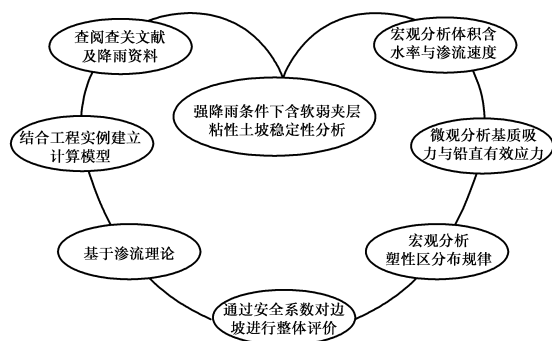 查阅查关文献
及降雨资料
宏观分析体积含
水率与渗流速度
强降雨条件下含软弱夹层
粘性土坡稳定性分析
结合工程实例建立
计算模型
微观分析基质吸
力与铅直有效应力
基于渗流理论
宏观分析
塑性区分布规律
通过安全系数对边
坡进行整体评价